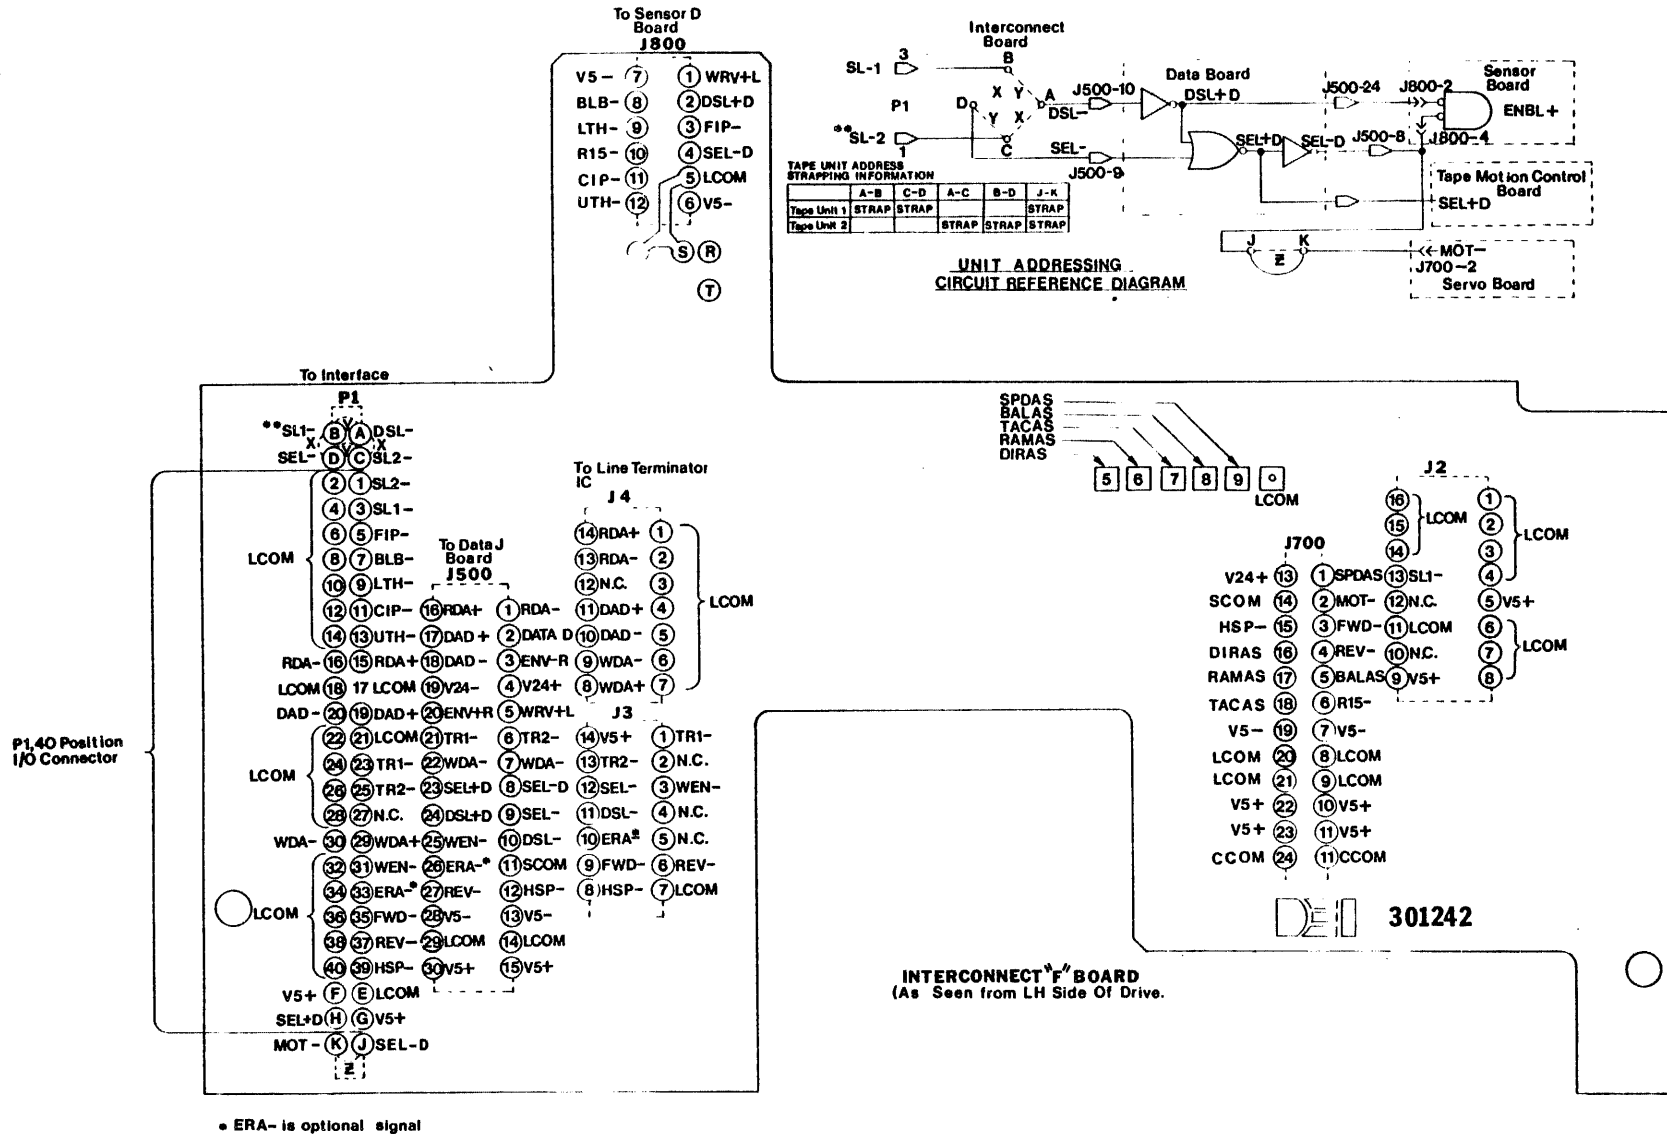 To Sensor D
Board
J800
V5- 7 1 WRV+L
BLB- 8 2 DSL+D
LTH- 9 3 FIP-
R15- 10 4 SEL-D
CIP- 11 5 LCOM
UTH- 12 6 V5-
S R
T
Interconnect
Board
SL-1 3 B
P1 D X Y A
DSL-
Y X
**SL-2 1 C
SEL-
J500-10
J500-9
Data Board
DSL+D
SEL+D SEL-D
J500-24
J500-8
J800-2
J800-4
Sensor
Board
ENBL+
Tape Motion Control
Board
SEL+D
J K
Z
MOT-
J700-2
Servo Board
TAPE UNIT ADDRESS
STRAPPING INFORMATION
A-B C-D A-C B-D J-K
Tape Unit 1 STRAP STRAP STRAP
Tape Unit 2 STRAP STRAP STRAP
UNIT ADDRESSING
CIRCUIT REFERENCE DIAGRAM
To Interface
P1
Y
**SL1- B A DSL-
X X
Y
SEL- D C SL2-
2 1 SL2-
4 3 SL1-
6 5 FIP-
8 7 BLB-
LCOM
10 9 LTH-
12 11 CIP-
14 13 UTH-
RDA- 16 15 RDA+
LCOM 18 17 LCOM
DAD- 20 19 DAD+
22 21 LCOM
24 23 TR1-
LCOM
26 25 TR2-
28 27 N.C.
WDA- 30 29 WDA+
32 31 WEN-
34 33 ERA-*
LCOM
36 35 FWD-
38 37 REV-
40 39 HSP-
V5+ F E LCOM
SEL+D H G V5+
MOT- K J SEL-D
Z
P1,40 Position
I/O Connector
To Data J
Board
J500
16 RDA+ 1 RDA-
17 DAD+ 2 DATA D
18 DAD- 3 ENV-R
19 V24- 4 V24+
20 ENV+R 5 WRV+L
21 TR1- 6 TR2-
22 WDA- 7 WDA-
23 SEL+D 8 SEL-D
24 DSL+D 9 SEL-
25 WEN- 10 DSL-
26 ERA-* 11 SCOM
27 REV- 12 HSP-
28 V5- 13 V5-
29 LCOM 14 LCOM
30 V5+ 15 V5+
To Line Terminator
IC
J4
14 RDA+ 1
13 RDA- 2
12 N.C. 3
11 DAD+ 4
LCOM
10 DAD- 5
9 WDA- 6
8 WDA+ 7
J3
14 V5+ 1 TR1-
13 TR2- 2 N.C.
12 SEL- 3 WEN-
11 DSL- 4 N.C.
10 ERA-* 5 N.C.
9 FWD- 6 REV-
8 HSP- 7 LCOM
SPDAS
BALAS
TACAS
RAMAS
DIRAS
5 6 7 8 9
LCOM
J700
V24+ 13 1 SPDAS
SCOM 14 2 MOT-
HSP- 15 3 FWD-
DIRAS 16 4 REV-
RAMAS 17 5 BALAS
TACAS 18 6 R15-
V5- 19 7 V5-
LCOM 20 8 LCOM
LCOM 21 9 LCOM
V5+ 22 10 V5+
V5+ 23 11 V5+
CCOM 24 11 CCOM
J2
16 1
LCOM
15 2
LCOM
14 3
13 SL1- 4
12 N.C. 5 V5+
11 LCOM 6
LCOM
10 N.C. 7
9 V5+ 8
301242
INTERCONNECT "F" BOARD
(As Seen from LH Side Of Drive.
* ERA- is optional signal